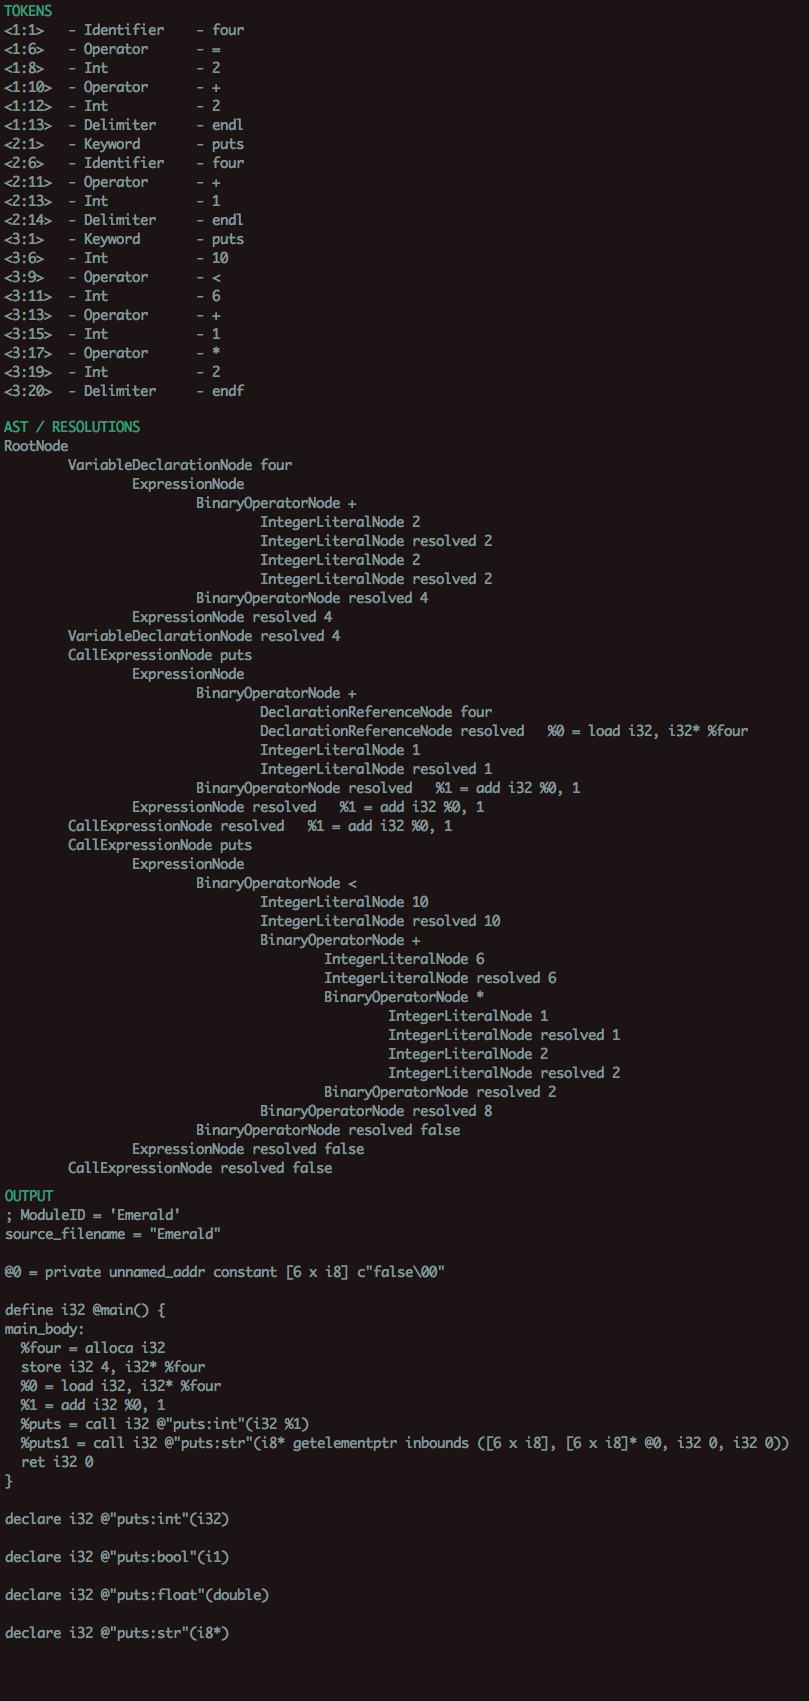 TOKENS
<1:1>   - Identifier    - four
<1:6>   - Operator      - =
<1:8>   - Int           - 2
<1:10>  - Operator      - +
<1:12>  - Int           - 2
<1:13>  - Delimiter     - endl
<2:1>   - Keyword       - puts
<2:6>   - Identifier    - four
<2:11>  - Operator      - +
<2:13>  - Int           - 1
<2:14>  - Delimiter     - endl
<3:1>   - Keyword       - puts
<3:6>   - Int           - 10
<3:9>   - Operator      - <
<3:11>  - Int           - 6
<3:13>  - Operator      - +
<3:15>  - Int           - 1
<3:17>  - Operator      - *
<3:19>  - Int           - 2
<3:20>  - Delimiter     - endf

AST / RESOLUTIONS
RootNode
        VariableDeclarationNode four
                ExpressionNode
                        BinaryOperatorNode +
                                IntegerLiteralNode 2
                                IntegerLiteralNode resolved 2
                                IntegerLiteralNode 2
                                IntegerLiteralNode resolved 2
                        BinaryOperatorNode resolved 4
                ExpressionNode resolved 4
        VariableDeclarationNode resolved 4
        CallExpressionNode puts
                ExpressionNode
                        BinaryOperatorNode +
                                DeclarationReferenceNode four
                                DeclarationReferenceNode resolved   %0 = load i32, i32* %four
                                IntegerLiteralNode 1
                                IntegerLiteralNode resolved 1
                        BinaryOperatorNode resolved   %1 = add i32 %0, 1
                ExpressionNode resolved   %1 = add i32 %0, 1
        CallExpressionNode resolved   %1 = add i32 %0, 1
        CallExpressionNode puts
                ExpressionNode
                        BinaryOperatorNode <
                                IntegerLiteralNode 10
                                IntegerLiteralNode resolved 10
                                BinaryOperatorNode +
                                        IntegerLiteralNode 6
                                        IntegerLiteralNode resolved 6
                                        BinaryOperatorNode *
                                                IntegerLiteralNode 1
                                                IntegerLiteralNode resolved 1
                                                IntegerLiteralNode 2
                                                IntegerLiteralNode resolved 2
                                        BinaryOperatorNode resolved 2
                                BinaryOperatorNode resolved 8
                        BinaryOperatorNode resolved false
                ExpressionNode resolved false
        CallExpressionNode resolved false
OUTPUT
; ModuleID = 'Emerald'
source_filename = "Emerald"

@0 = private unnamed_addr constant [6 x i8] c"false\00"

define i32 @main() {
main_body:
  %four = alloca i32
  store i32 4, i32* %four
  %0 = load i32, i32* %four
  %1 = add i32 %0, 1
  %puts = call i32 @"puts:int"(i32 %1)
  %puts1 = call i32 @"puts:str"(i8* getelementptr inbounds ([6 x i8], [6 x i8]* @0, i32 0, i32 0))
  ret i32 0
}

declare i32 @"puts:int"(i32)

declare i32 @"puts:bool"(i1)

declare i32 @"puts:float"(double)

declare i32 @"puts:str"(i8*)